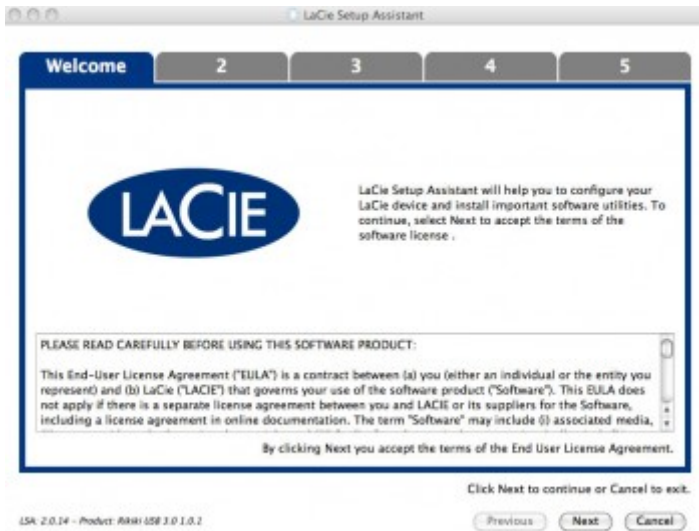 LaCie Setup Assistant
Welcome 2 3 4 5
LACIE
LaCie Setup Assistant will help you to configure your
LaCie device and install important software utilities. To
continue, select Next to accept the terms of the
software license .
PLEASE READ CAREFULLY BEFORE USING THIS SOFTWARE PRODUCT:
This End-User License Agreement ("EULA") is a contract between (a) you (either an individual or the entity you
represent) and (b) LaCie ("LACIE") that governs your use of the software product ("Software"). This EULA does
not apply if there is a separate license agreement between you and LACIE or its suppliers for the Software,
including a license agreement in online documentation. The term "Software" may include (i) associated media,
By clicking Next you accept the terms of the End User License Agreement.
Click Next to continue or Cancel to exit.
LSA: 2.0.14 - Product: Rikiki USB 3.0 1.0.2
Previous Next Cancel